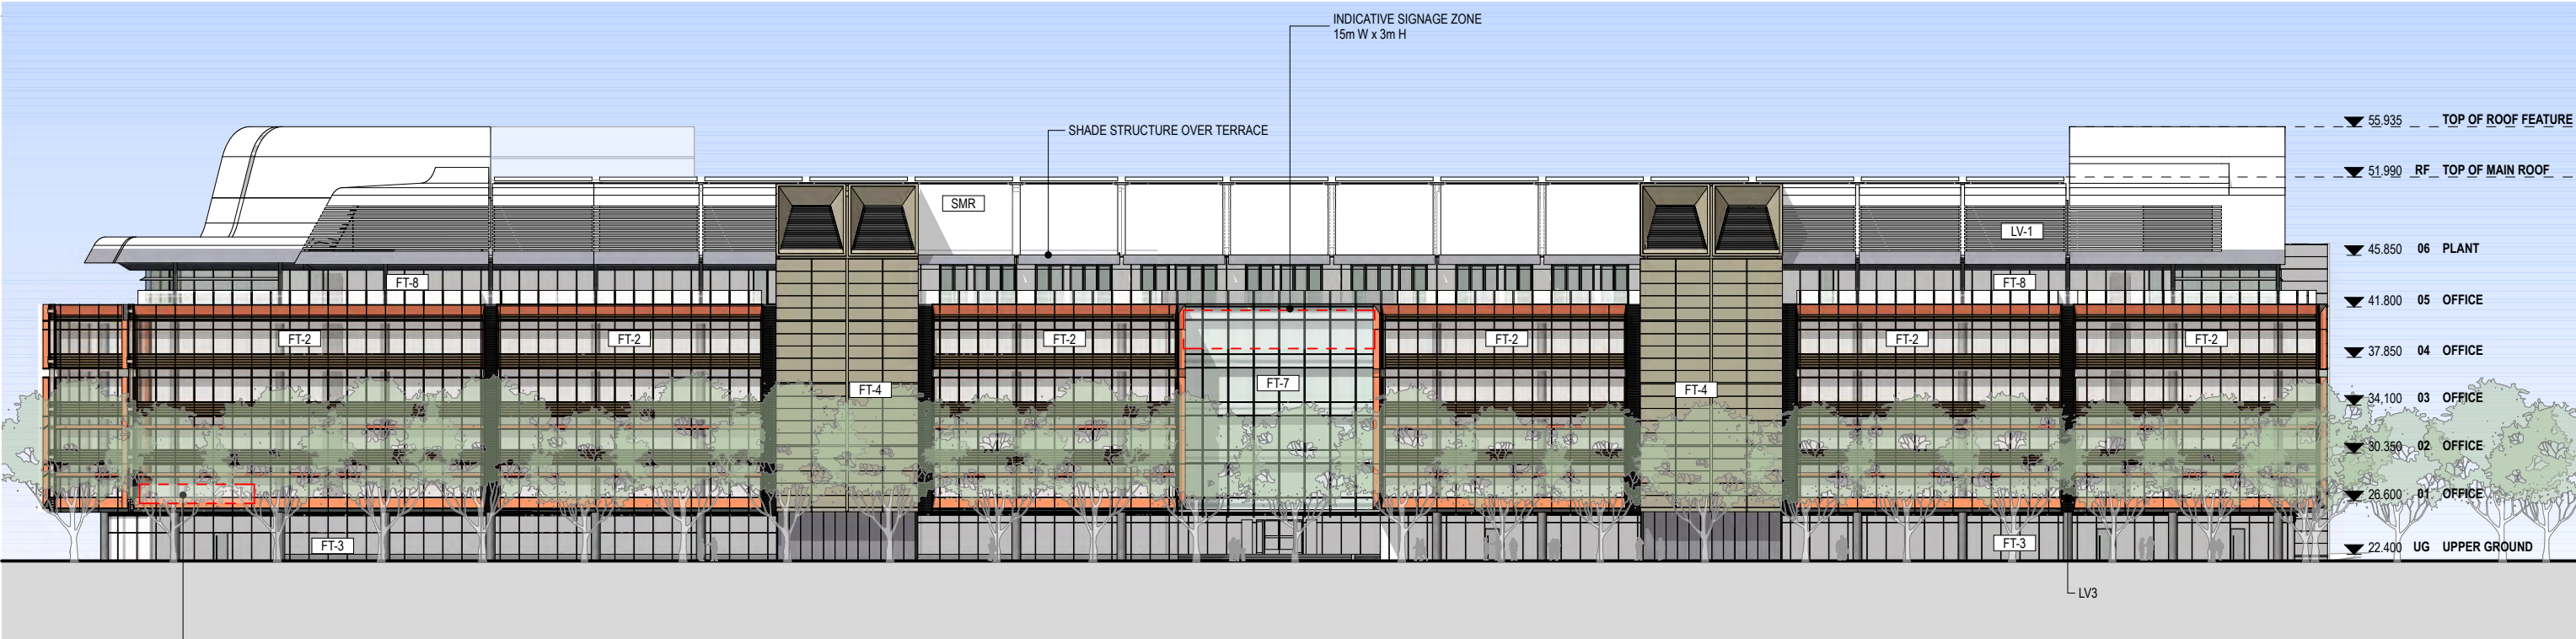 INDICATIVE SIGNAGE ZONE
15m W x 3m H
SHADE STRUCTURE OVER TERRACE
55.935 TOP OF ROOF FEATURE
51.990 RF TOP OF MAIN ROOF
SMR
LV-1
45.850 06 PLANT
FT-8
FT-8
41.800 05 OFFICE
FT-2
FT-2
FT-2
FT-2
FT-2
FT-2
37.850 04 OFFICE
FT-7
FT-4
FT-4
34.100 03 OFFICE
30.350 02 OFFICE
26.600 01 OFFICE
FT-3
FT-3
22.400 UG UPPER GROUND
LV3